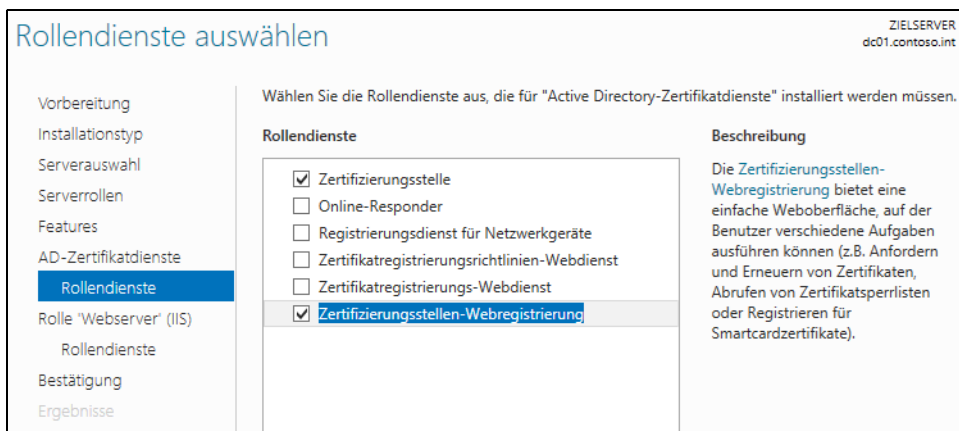 Rollendienste auswählen
ZIELSERVER
dc01.contoso.int
Vorbereitung
Installationstyp
Serverauswahl
Serverrollen
Features
AD-Zertifikatdienste
Rollendienste
Rolle 'Webserver' (IIS)
Rollendienste
Bestätigung
Ergebnisse
Wählen Sie die Rollendienste aus, die für "Active Directory-Zertifikatdienste" installiert werden müssen.
Rollendienste
Zertifizierungsstelle
Online-Responder
Registrierungsdienst für Netzwerkgeräte
Zertifikatregistrierungsrichtlinien-Webdienst
Zertifikatregistrierungs-Webdienst
Zertifizierungsstellen-Webregistrierung
Beschreibung
Die Zertifizierungsstellen-
Webregistrierung bietet eine
einfache Weboberfläche, auf der
Benutzer verschiedene Aufgaben
ausführen können (z.B. Anfordern
und Erneuern von Zertifikaten,
Abrufen von Zertifikatsperrlisten
oder Registrieren für
Smartcardzertifikate).